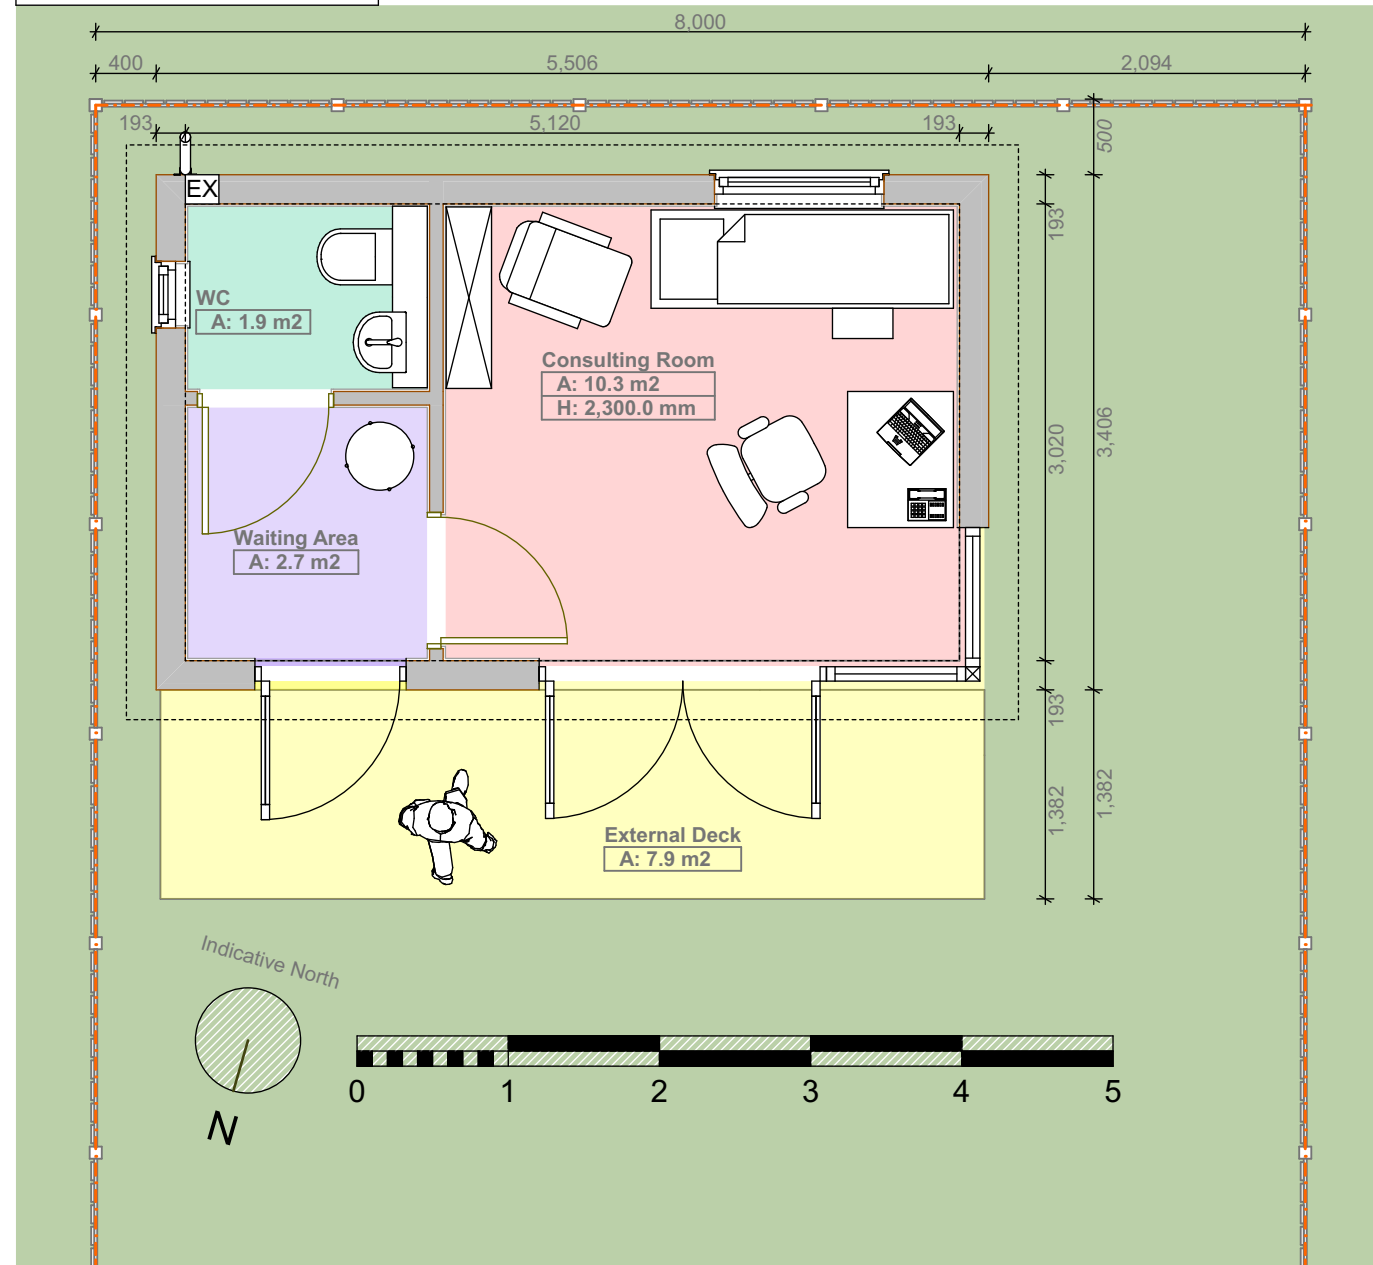 8,000
400
5,506
2,094
193
5,120
193
500
EX
193
WC
A: 1.9 m2
Consulting Room
A: 10.3 m2
H: 2,300.0 mm
3,020
3,406
Waiting Area
A: 2.7 m2
193
1,382
1,382
External Deck
A: 7.9 m2
Indicative North
N
0 1 2 3 4 5